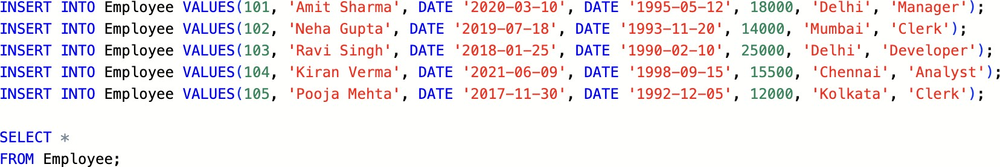 INSERT INTO Employee VALUES(101, 'Amit Sharma', DATE '2020-03-10', DATE '1995-05-12', 18000, 'Delhi', 'Manager');
INSERT INTO Employee VALUES(102, 'Neha Gupta', DATE '2019-07-18', DATE '1993-11-20', 14000, 'Mumbai', 'Clerk');
INSERT INTO Employee VALUES(103, 'Ravi Singh', DATE '2018-01-25', DATE '1990-02-10', 25000, 'Delhi', 'Developer');
INSERT INTO Employee VALUES(104, 'Kiran Verma', DATE '2021-06-09', DATE '1998-09-15', 15500, 'Chennai', 'Analyst');
INSERT INTO Employee VALUES(105, 'Pooja Mehta', DATE '2017-11-30', DATE '1992-12-05', 12000, 'Kolkata', 'Clerk');
SELECT *
FROM Employee;